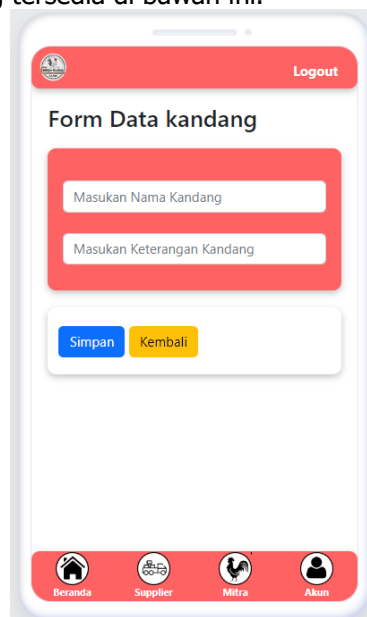 tersedia di bawah ini.
Logout
Form Data kandang
Masukan Nama Kandang
Masukan Keterangan Kandang
Simpan
Kembali
Beranda
Supplier
Mitra
Akun